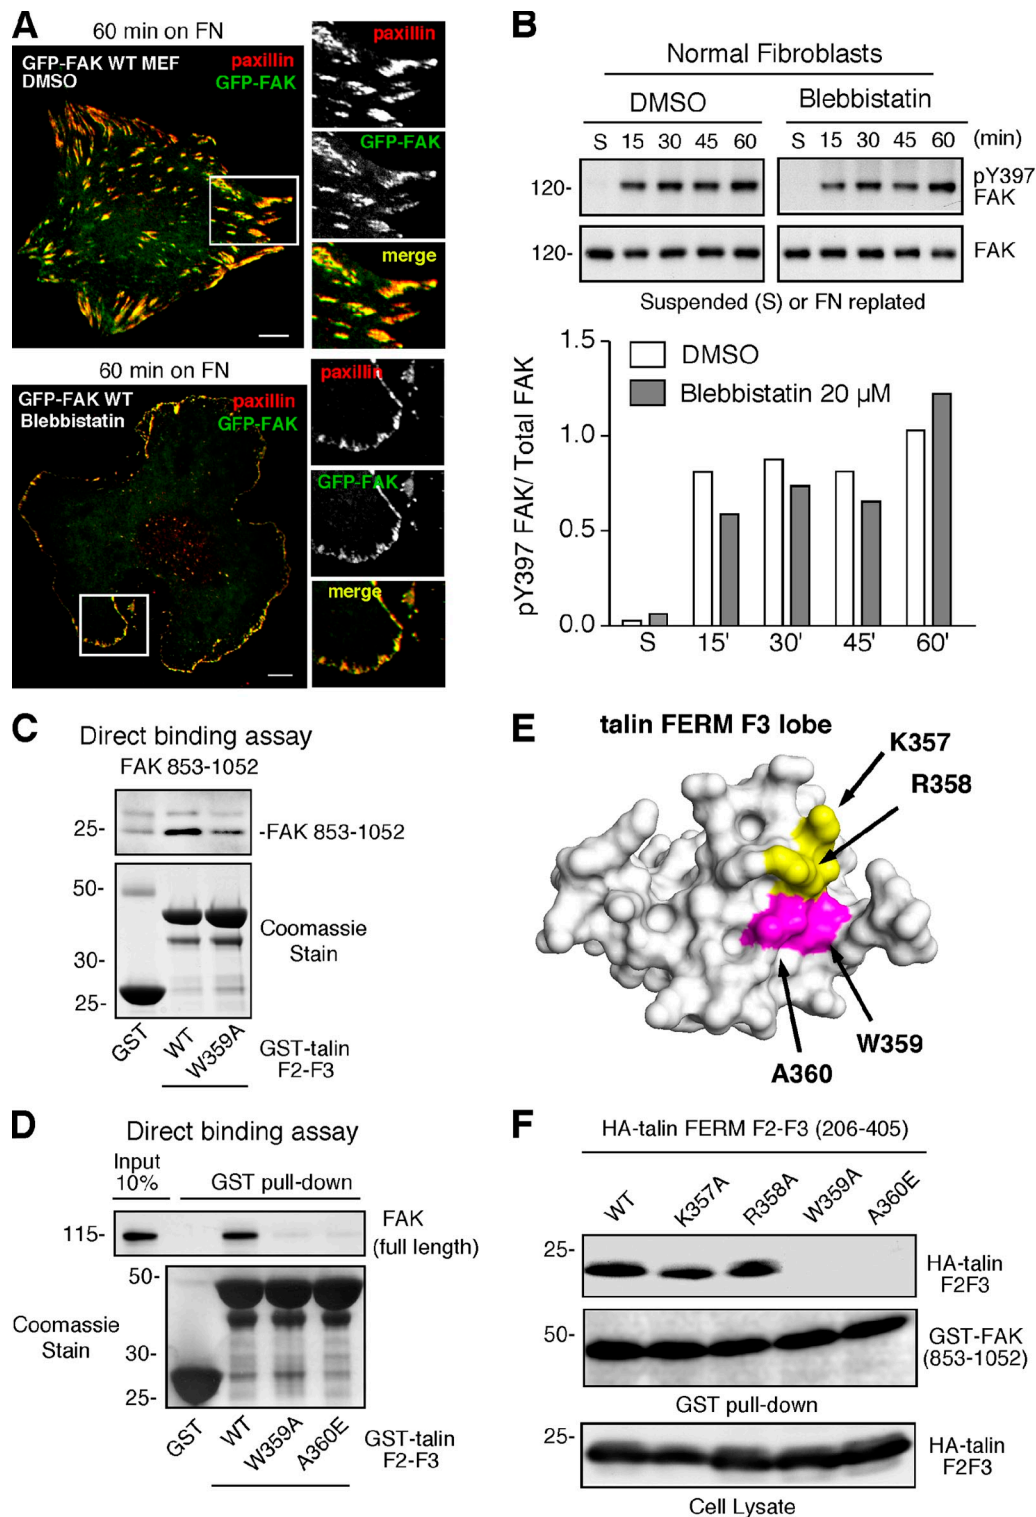 A
60 min on FN
GFP-FAK WT MEF
DMSO
paxillin
GFP-FAK
paxillin
GFP-FAK
merge
60 min on FN
GFP-FAK WT
Blebbistatin
paxillin
GFP-FAK
paxillin
GFP-FAK
merge
B
Normal Fibroblasts
DMSO
Blebbistatin
S 15 30 45 60 S 15 30 45 60 (min)
120-
pY397
FAK
120-
FAK
Suspended (S) or FN replated
1.5
1.0
0.5
0.0
pY397 FAK/ Total FAK
DMSO
Blebbistatin 20 µM
S 15' 30' 45' 60'
C
Direct binding assay
FAK 853-1052
25-
-FAK 853-1052
50-
30-
25-
Coomassie
Stain
GST WT W359A
GST-talin
F2-F3
D
Direct binding assay
Input
10%
GST pull-down
115-
FAK
(full length)
50-
30-
25-
Coomassie
Stain
GST WT W359A A360E
GST-talin
F2-F3
E
talin FERM F3 lobe
K357
R358
W359
A360
F
HA-talin FERM F2-F3 (206-405)
WT K357A R358A W359A A360E
25-
HA-talin
F2F3
50-
GST-FAK
(853-1052)
GST pull-down
25-
HA-talin
F2F3
Cell Lysate